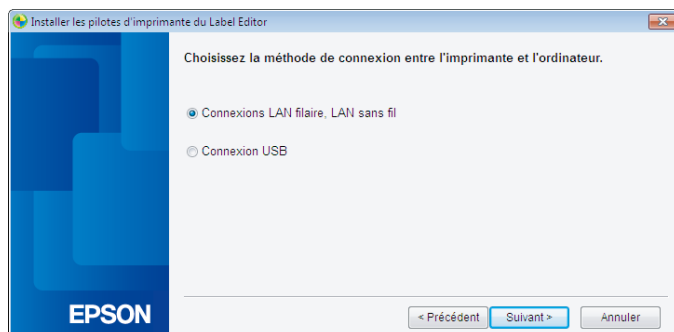 Installer les pilotes d'imprimante du Label Editor
Choisissez la méthode de connexion entre l'imprimante et l'ordinateur.
Connexions LAN filaire, LAN sans fil
Connexion USB
EPSON
< Précédent Suivant > Annuler